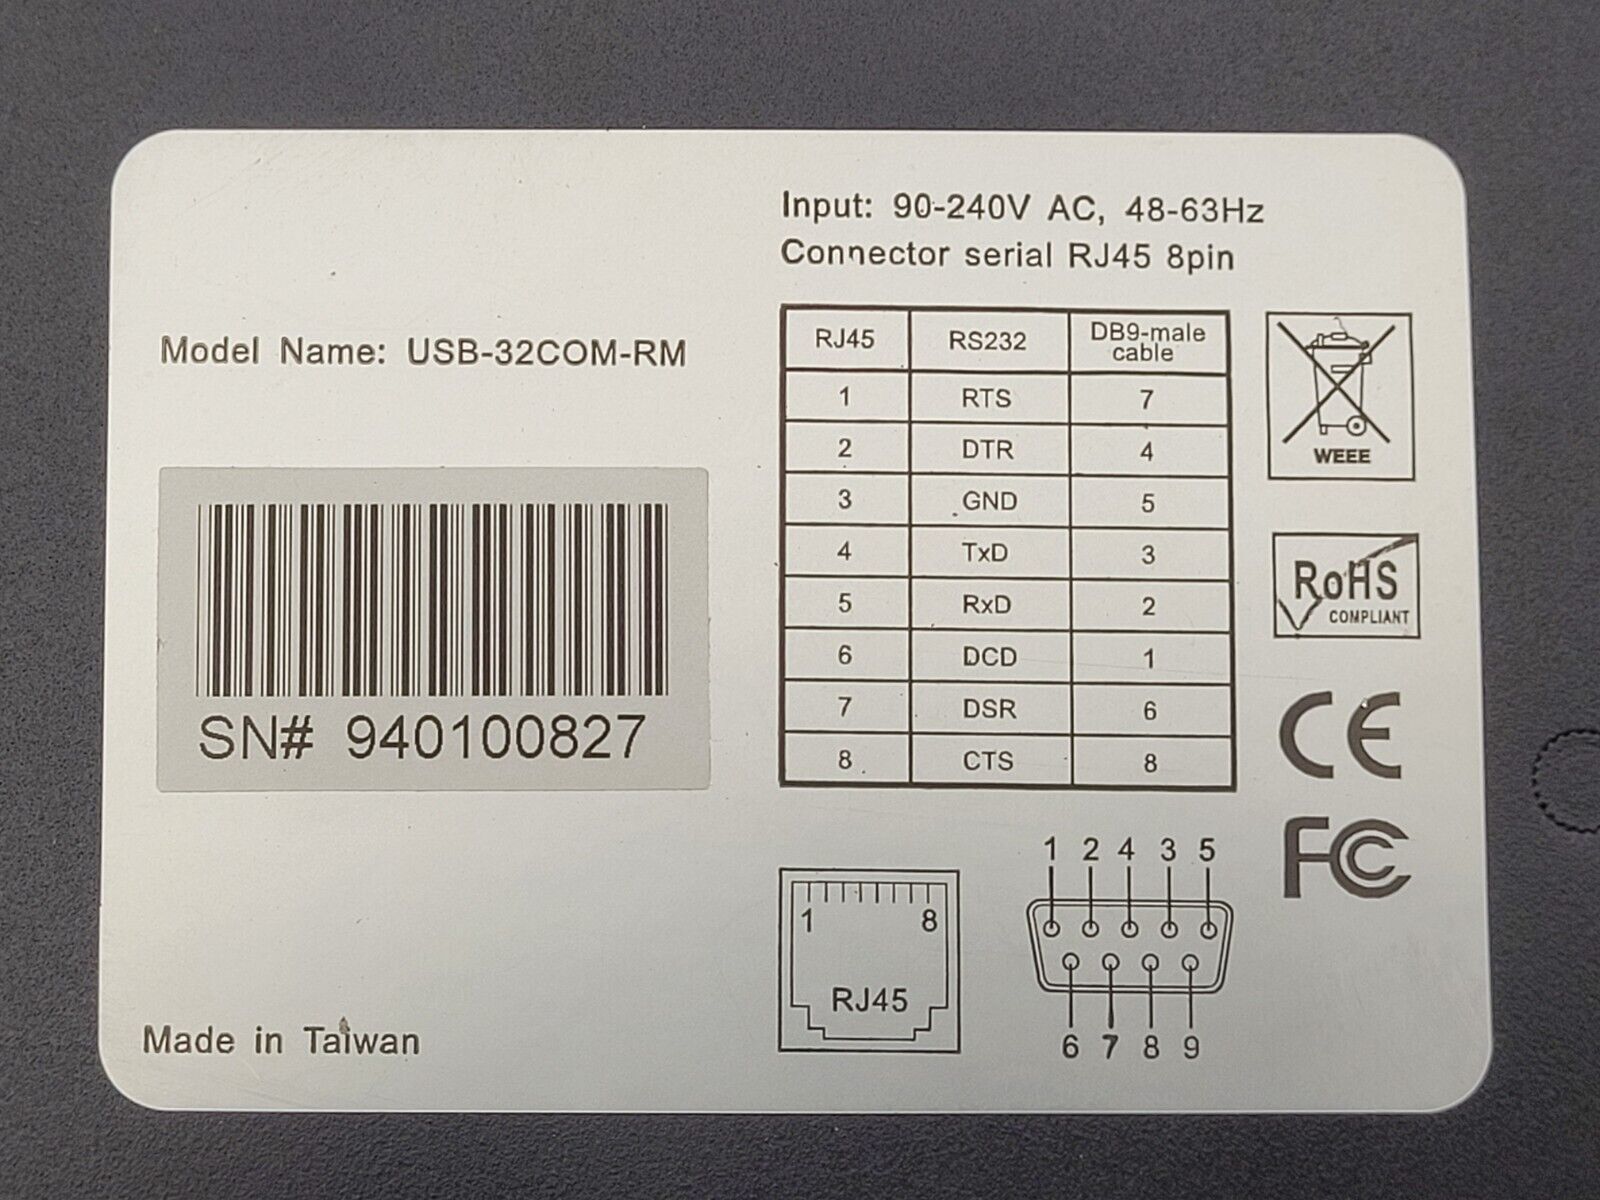 Input: 90-240V AC, 48-63Hz
Connector serial RJ45 8pin
Model Name: USB-32COM-RM
SN# 940100827
Made in Taiwan
RJ45 RS232 DB9-male cable
1 RTS 7
2 DTR 4
3 GND 5
4 TxD 3
5 RxD 2
6 DCD 1
7 DSR 6
8 CTS 8
WEEE
RoHS
COMPLIANT
CE
FC
1 8
RJ45
1 2 4 3 5
6 7 8 9